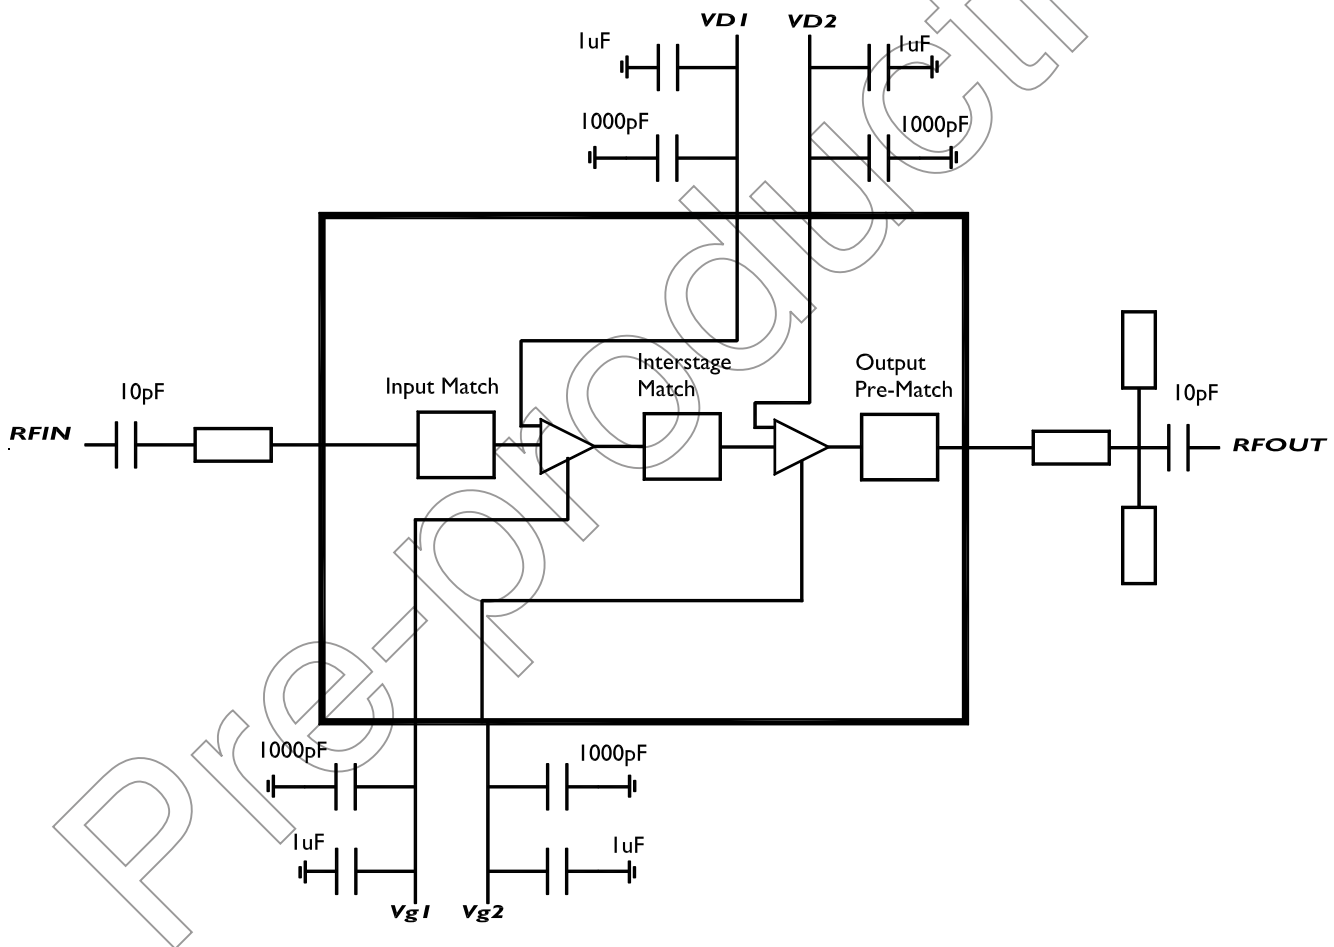 VD1 VD2
1uF 1uF
1000pF 1000pF
Interstage
Match
Output
Pre-Match
Input Match
10pF 10pF
RFIN RFOUT
1000pF 1000pF
1uF 1uF
Vg1 Vg2
Pre-producti